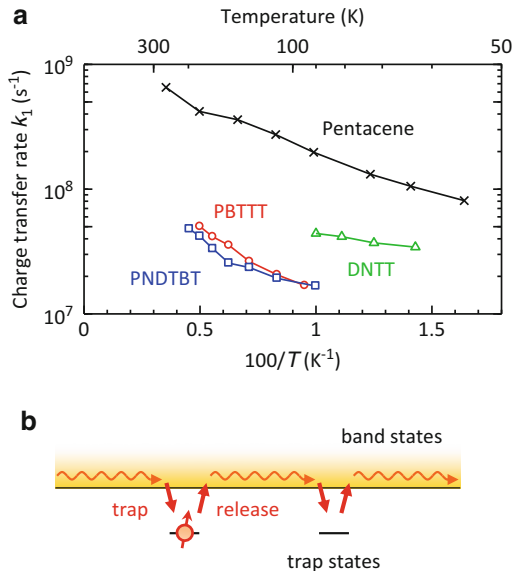 a
Temperature (K)
300 100 50
Charge transfer rate k₁ (s⁻¹)
10⁹
10⁸
10⁷
Pentacene
PBTTT
PNDTBT
DNTT
0 0.5 1 1.5
100/T (K⁻¹)
b
band states
trap release
trap states